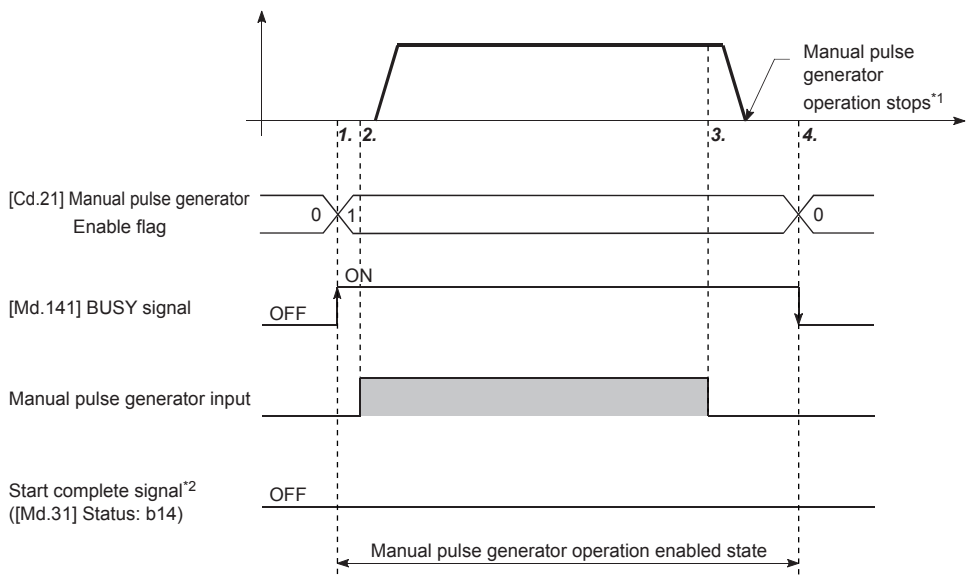 Manual pulse
generator
operation stops*1
1. 2. 3. 4.
[Cd.21] Manual pulse generator
Enable flag
0 1 0
ON
[Md.141] BUSY signal
OFF
Manual pulse generator input
Start complete signal*2
([Md.31] Status: b14)
OFF
Manual pulse generator operation enabled state